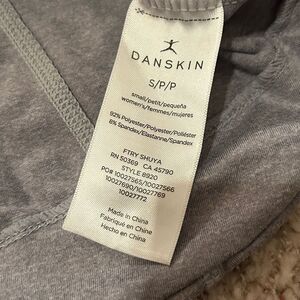 DANSKIN
S/P/P
small/petit/pequeña
women's/femmes/mujeres
92% Polyester/Polyester/Poliéster
8% Spandex/Elastanne/Spandex
FTRY SHUYA
RN 50369 CA 45790
STYLE 8920
PO# 10027565/10027566
10027690/10027769
10027772
Made in China
Fabriqué en Chine
Hecho en China